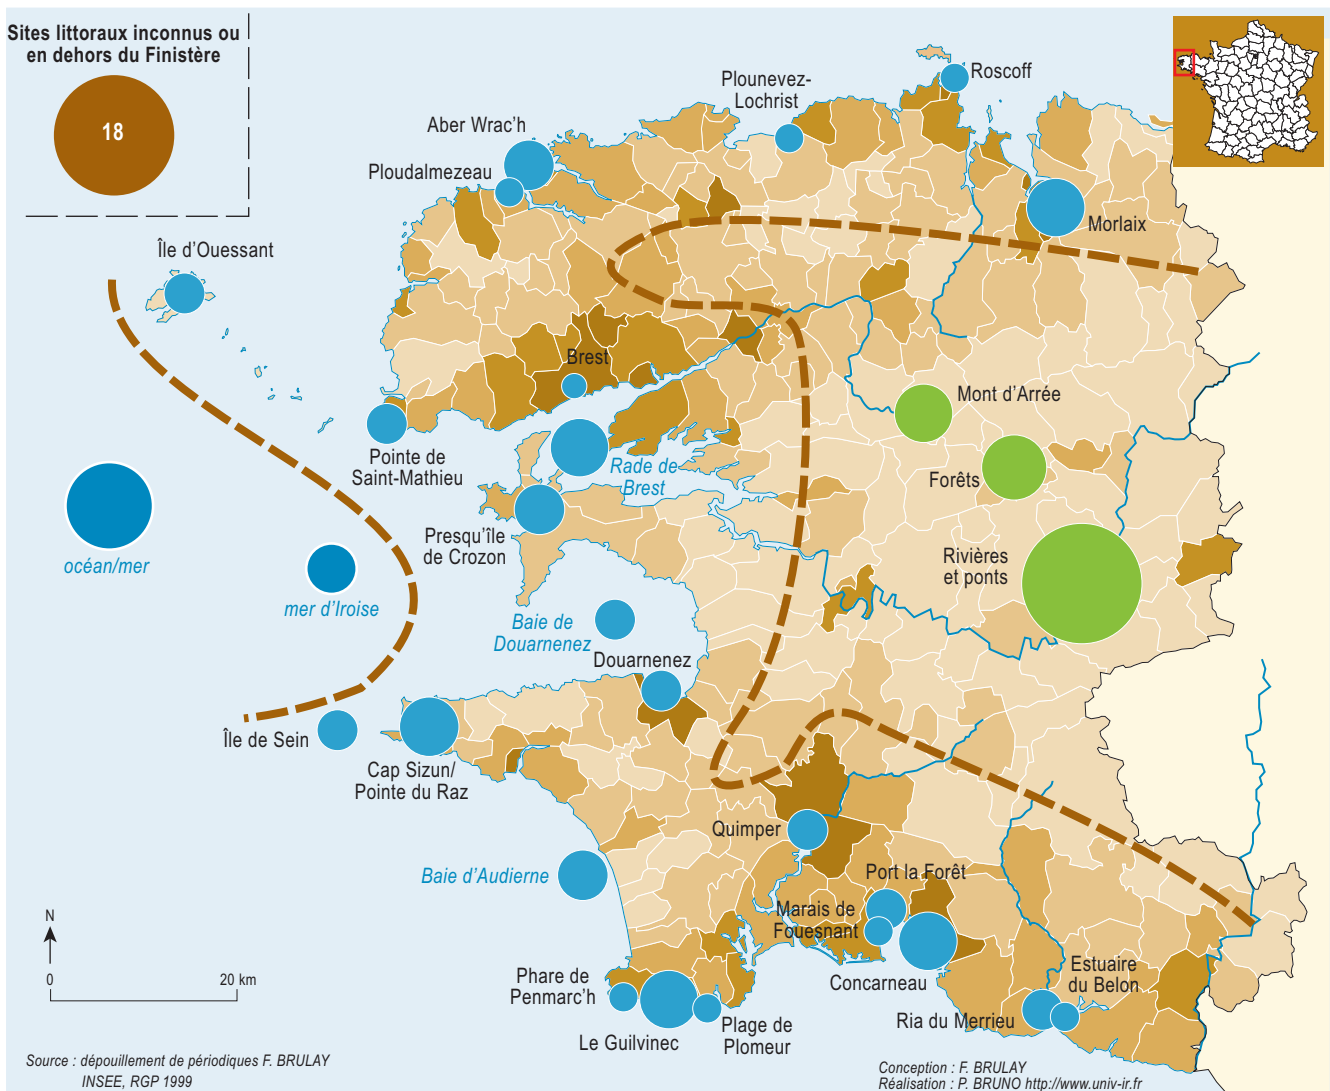 Sites littoraux inconnus ou
en dehors du Finistère
18
Roscoff
Plounevez-
Lochrist
Aber Wrac'h
Ploudalmezeau
Morlaix
Île d'Ouessant
Brest
Mont d'Arrée
Pointe de
Saint-Mathieu
Rade de
Brest
Forêts
Presqu'île
de Crozon
Rivières
et ponts
océan/mer
mer d'Iroise
Baie de
Douarnenez
Douarnenez
Île de Sein
Cap Sizun/
Pointe du Raz
Quimper
Baie d'Audierne
Port la Forêt
Marais de
Fouesnant
N
0
20 km
Phare de
Penmarc'h
Concarneau
Estuaire
du Belon
Ria du Merrieu
Plage de
Plomeur
Le Guilvinec
Source : dépouillement de périodiques F. BRULAY
INSEE, RGP 1999
Conception : F. BRULAY
Réalisation : P. BRUNO http://www.univ-ir.fr